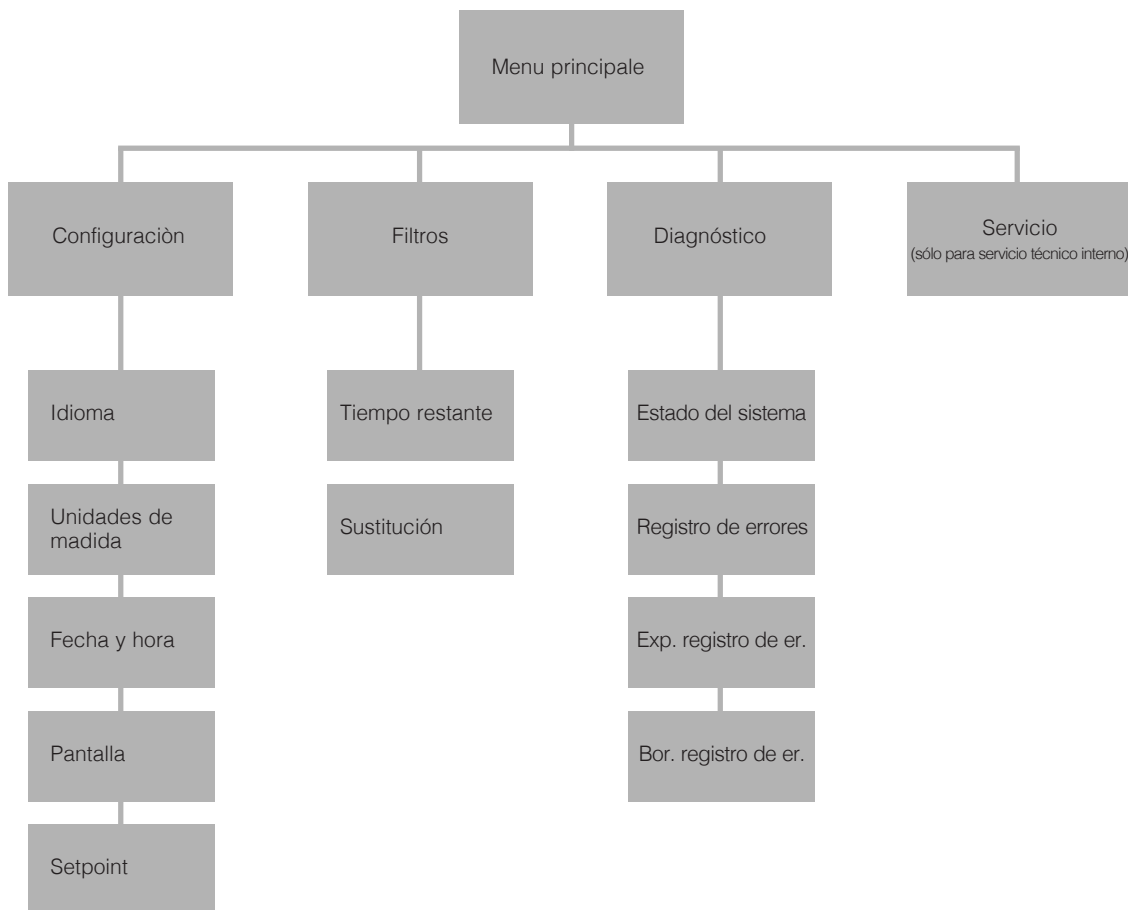 Menu principale
Configuraciòn
Filtros
Diagnóstico
Servicio
(sólo para servicio técnico interno)
Idioma
Tiempo restante
Estado del sistema
Unidades de
madida
Sustitución
Registro de errores
Fecha y hora
Exp. registro de er.
Pantalla
Bor. registro de er.
Setpoint